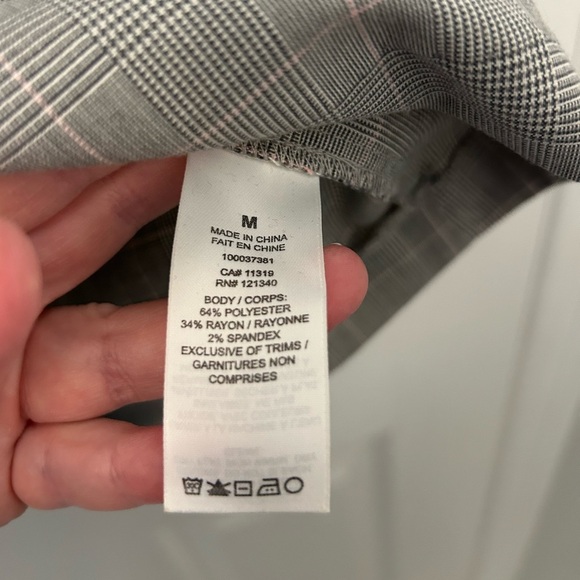 M
MADE IN CHINA
FAIT EN CHINE
100037381
CA# 11319
RN# 121340
BODY / CORPS:
64% POLYESTER
34% RAYON / RAYONNE
2% SPANDEX
EXCLUSIVE OF TRIMS /
GARNITURES NON
COMPRISES